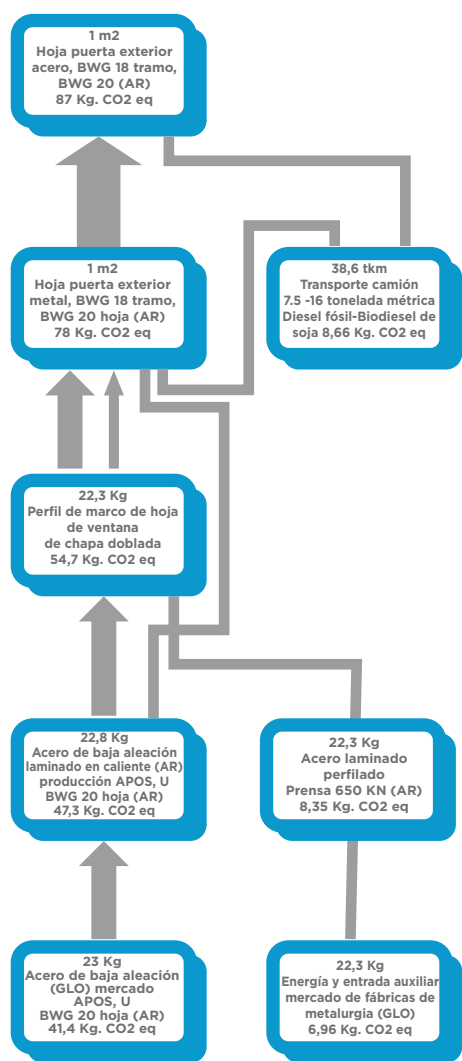 1 m2
Hoja puerta exterior
acero, BWG 18 tramo,
BWG 20 (AR)
87 Kg. CO2 eq
1 m2
Hoja puerta exterior
metal, BWG 18 tramo,
BWG 20 hoja (AR)
78 Kg. CO2 eq
38,6 tkm
Transporte camión
7.5 -16 tonelada métrica
Diesel fósil-Biodiesel de
soja 8,66 Kg. CO2 eq
22,3 Kg
Perfil de marco de hoja
de ventana
de chapa doblada
54,7 Kg. CO2 eq
22,8 Kg
Acero de baja aleación
laminado en caliente (AR)
producción APOS, U
BWG 20 hoja (AR)
47,3 Kg. CO2 eq
22,3 Kg
Acero laminado
perfilado
Prensa 650 KN (AR)
8,35 Kg. CO2 eq
23 Kg
Acero de baja aleación
(GLO) mercado
APOS, U
BWG 20 hoja (AR)
41,4 Kg. CO2 eq
22,3 Kg
Energía y entrada auxiliar
mercado de fábricas de
metalurgia (GLO)
6,96 Kg. CO2 eq